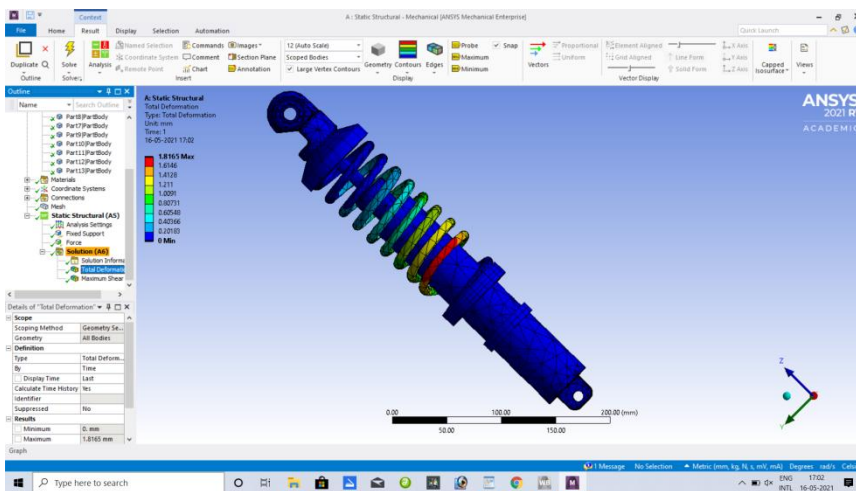 A : Static Structural - Mechanical [ANSYS Mechanical Enterprise]
Context
File Home Result Display Selection Automation
Quick Launch
Duplicate
Outline
Solve
Analysis
Named Selection
Coordinate System
Remote Point
Commands
Comment
Chart
Images
Section Plane
Annotation
Insert
12 (Auto Scale)
Scoped Bodies
Large Vertex Contours
Geometry
Contours
Edges
Display
Probe
Maximum
Minimum
Snap
Vectors
Proportional
Uniform
Element Aligned
Grid Aligned
Line Form
Solid Form
X Axis
Y Axis
Z Axis
Vector Display
Capped
Isosurface
Views
Outline
Name
Search Outline
Part8|PartBody
Part7|PartBody
Part9|PartBody
Part10|PartBody
Part11|PartBody
Part12|PartBody
Part13|PartBody
Materials
Coordinate Systems
Connections
Mesh
Static Structural (A5)
Analysis Settings
Fixed Support
Force
Solution (A6)
Solution Informa
Total Deformatio
Maximum Shear
Details of "Total Deformation"
Scope
Scoping Method Geometry Se...
Geometry All Bodies
Definition
Type Total Deform...
By Time
Display Time Last
Calculate Time History Yes
Identifier
Suppressed No
Results
Minimum 0. mm
Maximum 1.8165 mm
Graph
A: Static Structural
Total Deformation
Type: Total Deformation
Unit: mm
Time: 1
16-05-2021 17:02
1.8165 Max
1.6146
1.4128
1.211
1.0091
0.80731
0.60548
0.40366
0.20183
0 Min
ANSYS
2021 R
ACADEMIC
0.00 100.00 200.00 (mm)
50.00 150.00
Z
Y
1 Message No Selection Metric (mm, kg, N, s, mV, mA) Degrees rad/s Celsi
Type here to search
ENG
INTL
17:02
16-05-2021